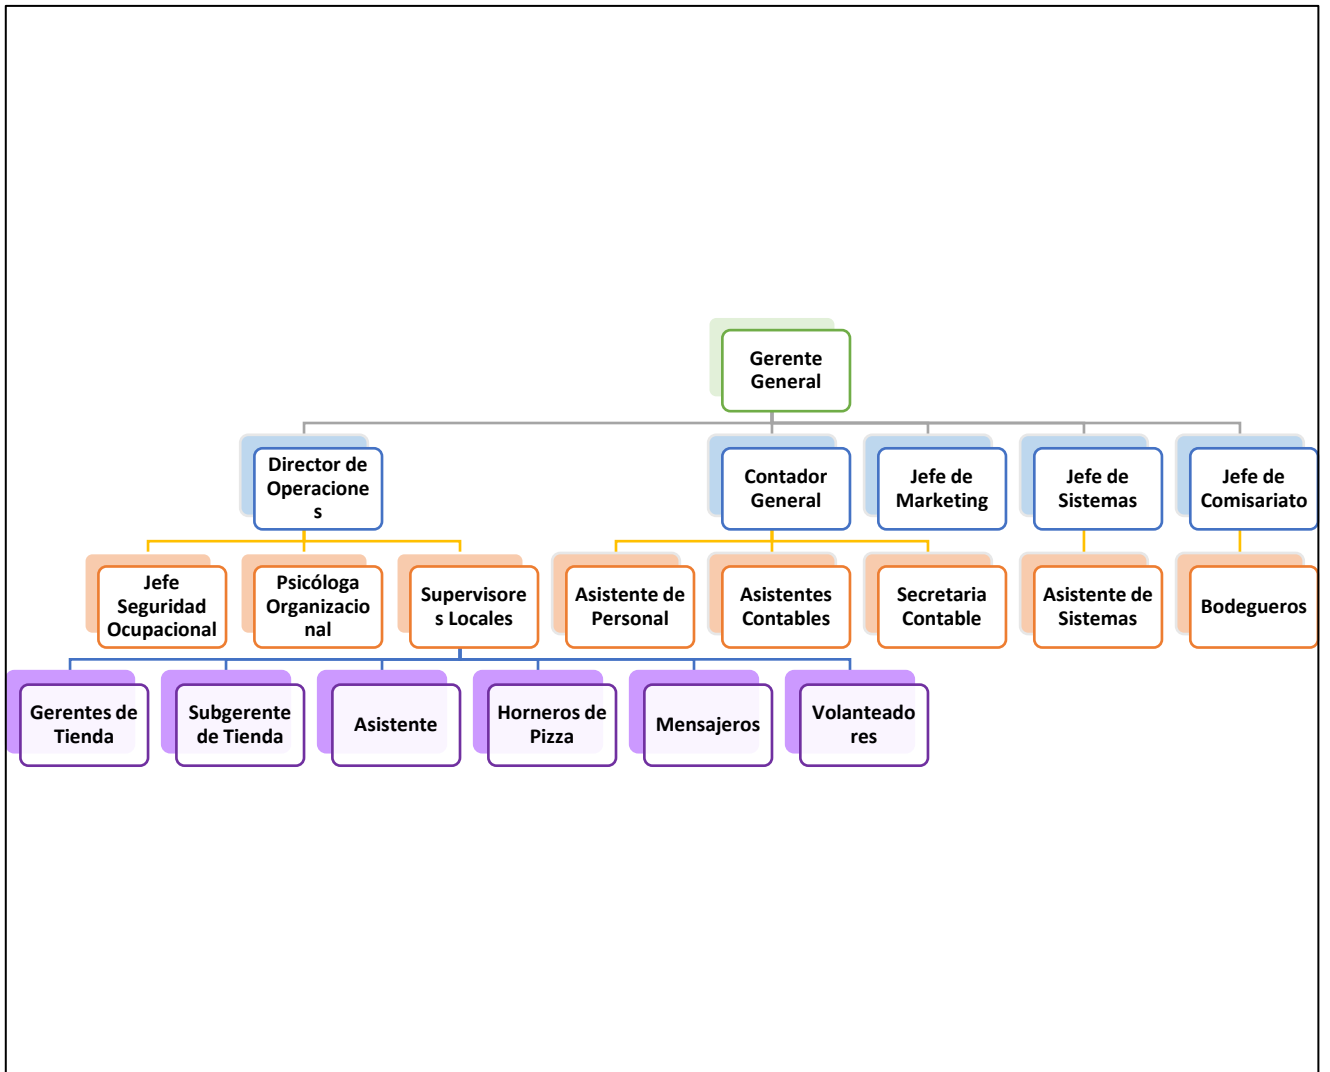 Gerente
General
Director de
Operacione
s
Contador
General
Jefe de
Marketing
Jefe de
Sistemas
Jefe de
Comisariato
Jefe
Seguridad
Ocupacional
Psicóloga
Organizacio
nal
Supervisore
s Locales
Asistente de
Personal
Asistentes
Contables
Secretaria
Contable
Asistente de
Sistemas
Bodegueros
Gerentes de
Tienda
Subgerente
de Tienda
Asistente
Horneros de
Pizza
Mensajeros
Volanteado
res